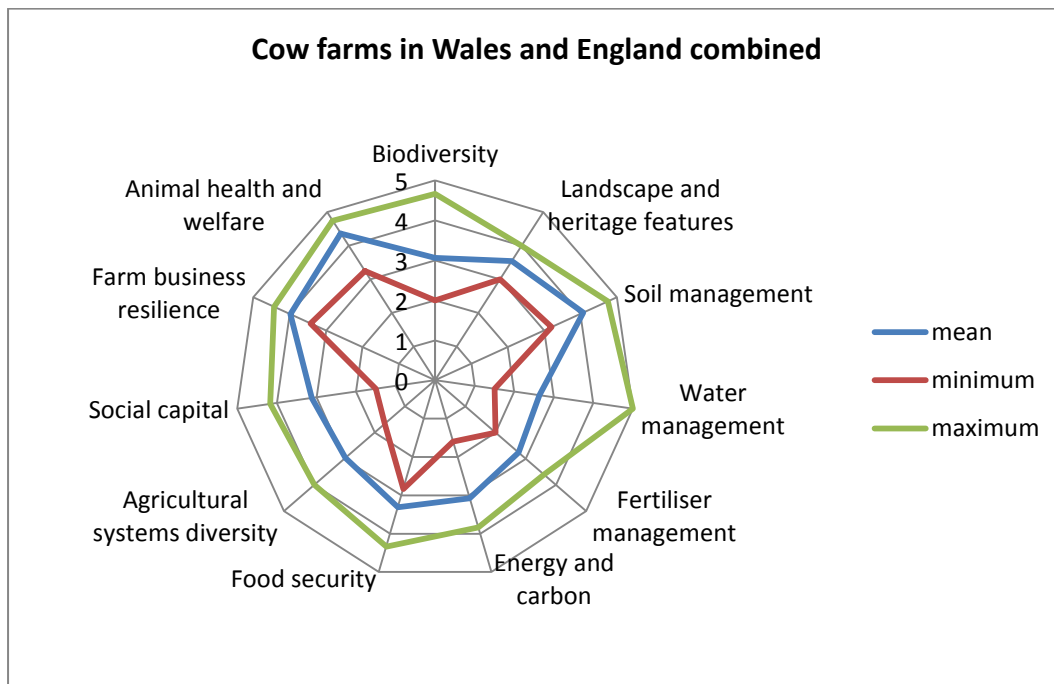 Cow farms in Wales and England combined
Biodiversity
Landscape and
heritage features
Soil management
Water
management
Fertiliser
management
Energy and
carbon
Food security
Agricultural
systems diversity
Social capital
Farm business
resilience
Animal health and
welfare
5
4
3
2
1
0
mean
minimum
maximum